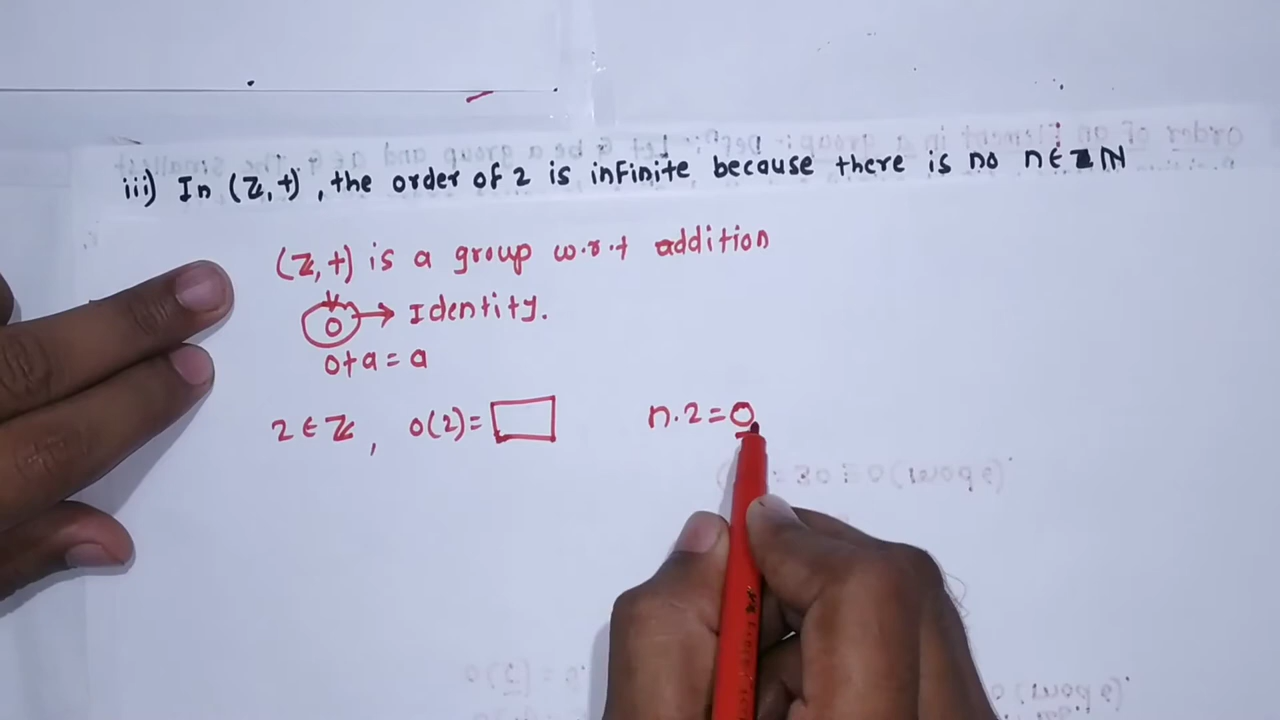 iii) In (ℤ,+), the order of 2 is infinite because there is no n∈ℤ ℕ
(ℤ,+) is a group w.r.t addition
0 → Identity.
0+a=a
2∈ℤ, 0(2)=
n.2=0